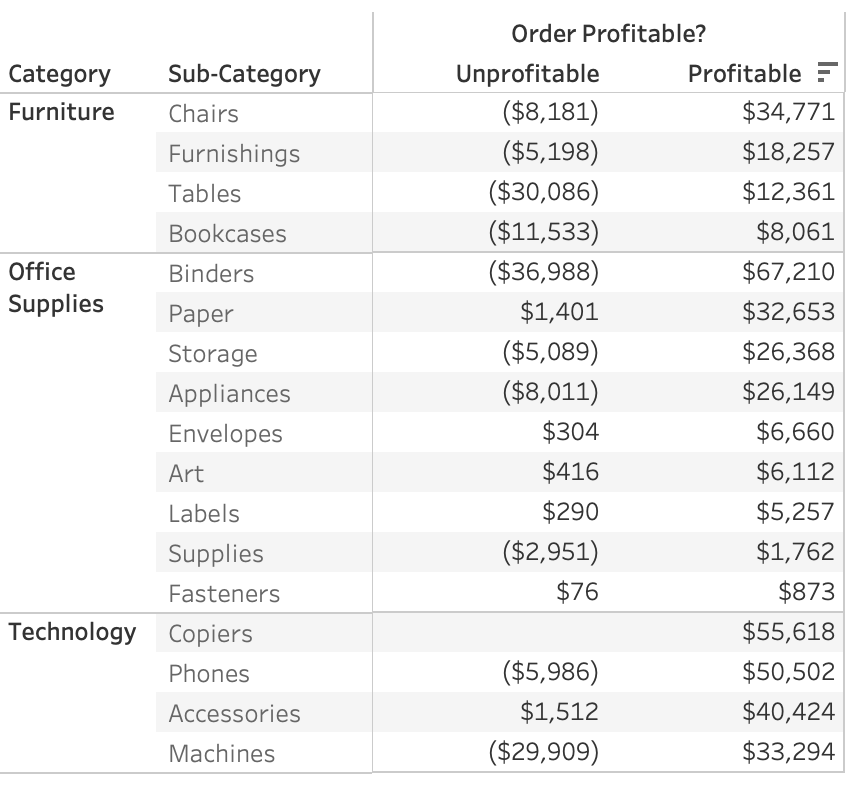 Order Profitable?
Category Sub-Category Unprofitable Profitable
Furniture Chairs ($8,181) $34,771
Furnishings ($5,198) $18,257
Tables ($30,086) $12,361
Bookcases ($11,533) $8,061
Office Supplies Binders ($36,988) $67,210
Paper $1,401 $32,653
Storage ($5,089) $26,368
Appliances ($8,011) $26,149
Envelopes $304 $6,660
Art $416 $6,112
Labels $290 $5,257
Supplies ($2,951) $1,762
Fasteners $76 $873
Technology Copiers $55,618
Phones ($5,986) $50,502
Accessories $1,512 $40,424
Machines ($29,909) $33,294